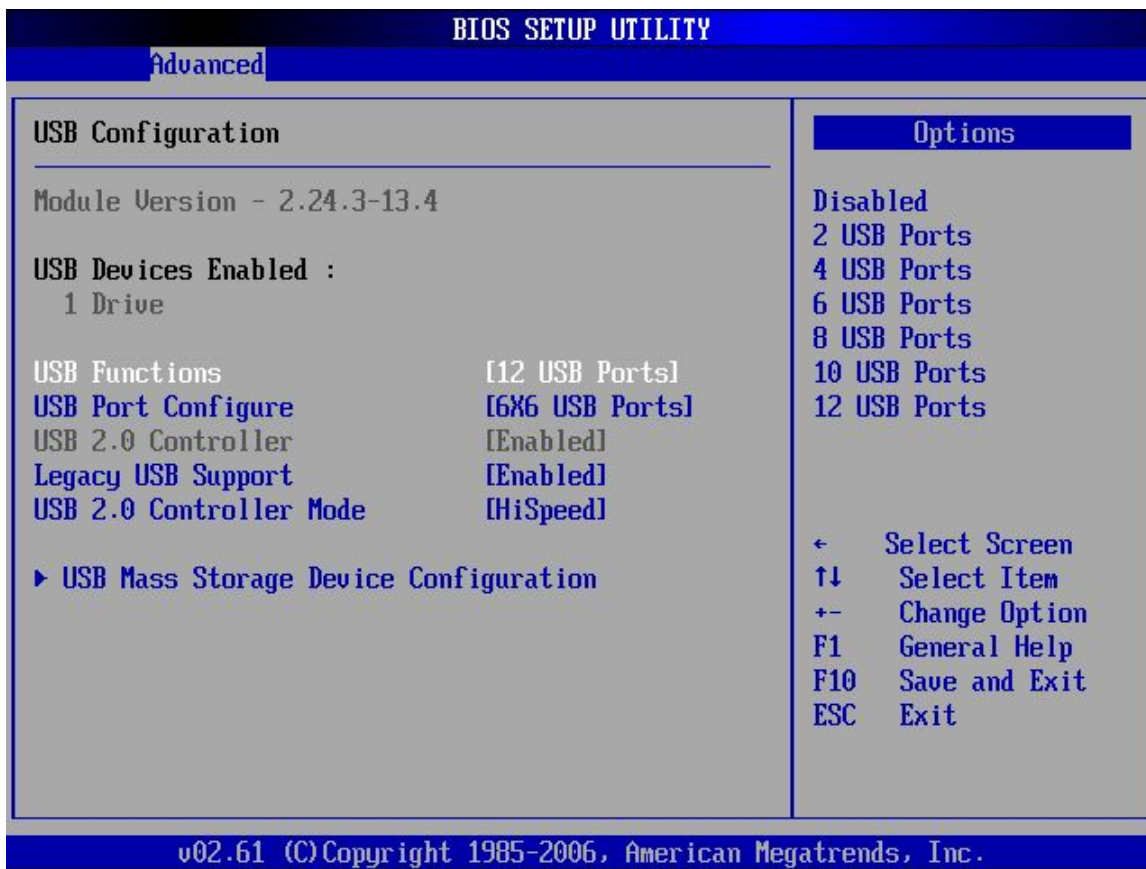 BIOS SETUP UTILITY
Advanced
USB Configuration
Module Version - 2.24.3-13.4
USB Devices Enabled :
1 Drive
USB Functions [12 USB Ports]
USB Port Configure [6X6 USB Ports]
USB 2.0 Controller [Enabled]
Legacy USB Support [Enabled]
USB 2.0 Controller Mode [HiSpeed]
▶ USB Mass Storage Device Configuration
Options
Disabled
2 USB Ports
4 USB Ports
6 USB Ports
8 USB Ports
10 USB Ports
12 USB Ports
← Select Screen
↑↓ Select Item
+- Change Option
F1 General Help
F10 Save and Exit
ESC Exit
v02.61 (C)Copyright 1985-2006, American Megatrends, Inc.